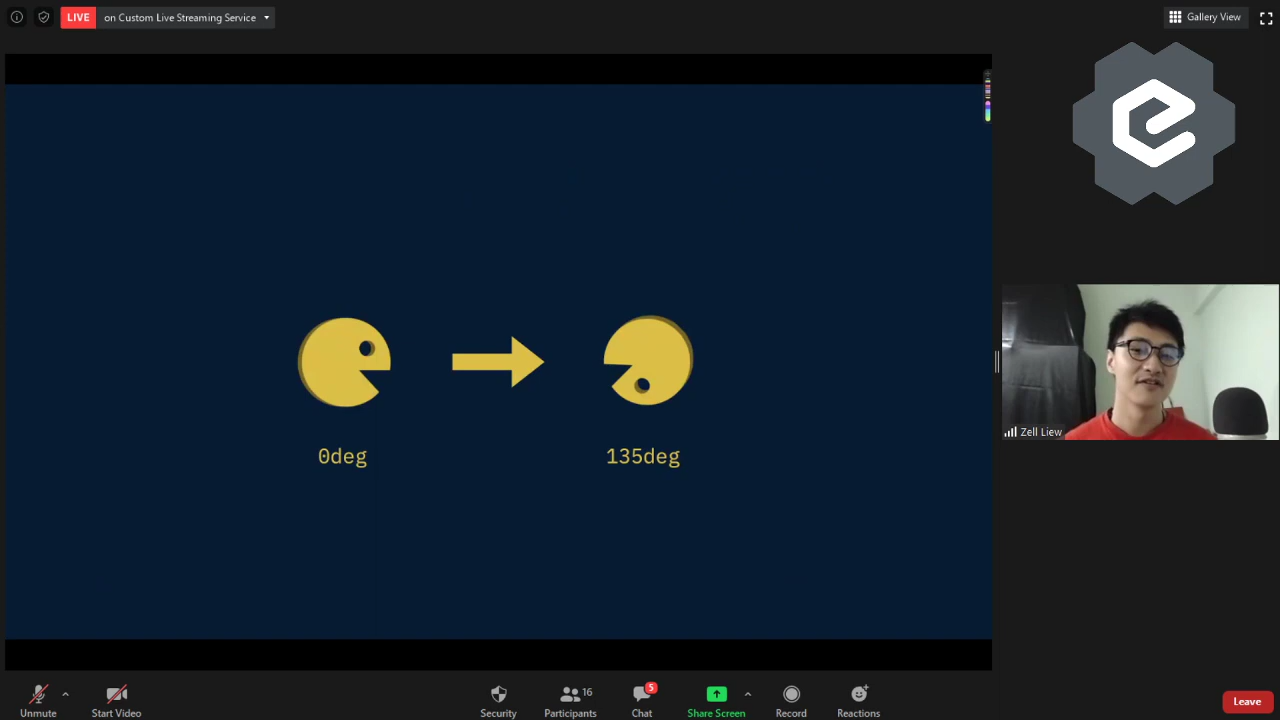 LIVE on Custom Live Streaming Service
Gallery View
0deg
135deg
Zell Liew
16
5
Unmute
Start Video
Security
Participants
Chat
Share Screen
Record
Reactions
Leave